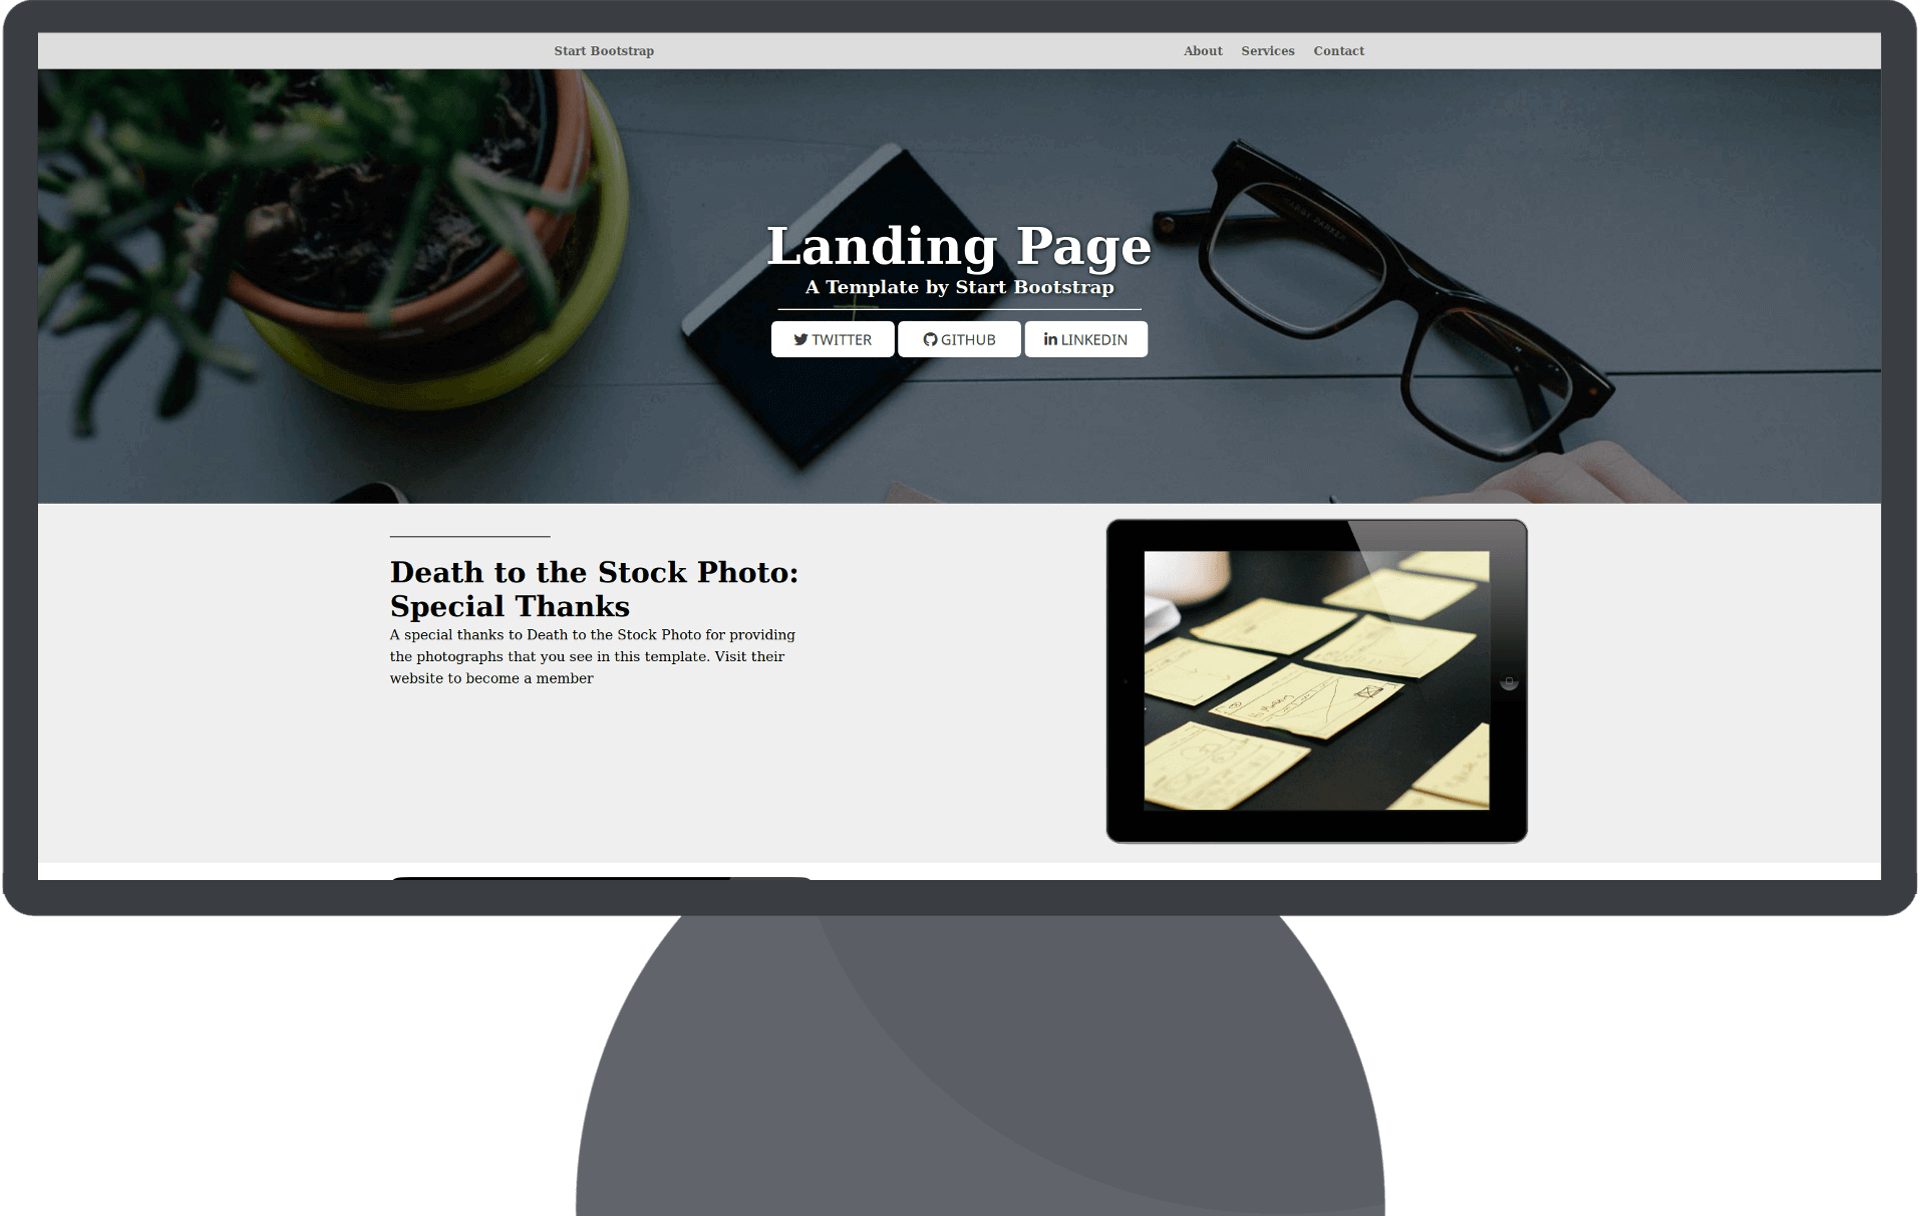 Start Bootstrap
About Services Contact
Landing Page
A Template by Start Bootstrap
TWITTER GITHUB LINKEDIN
Death to the Stock Photo:
Special Thanks
A special thanks to Death to the Stock Photo for providing
the photographs that you see in this template. Visit their
website to become a member